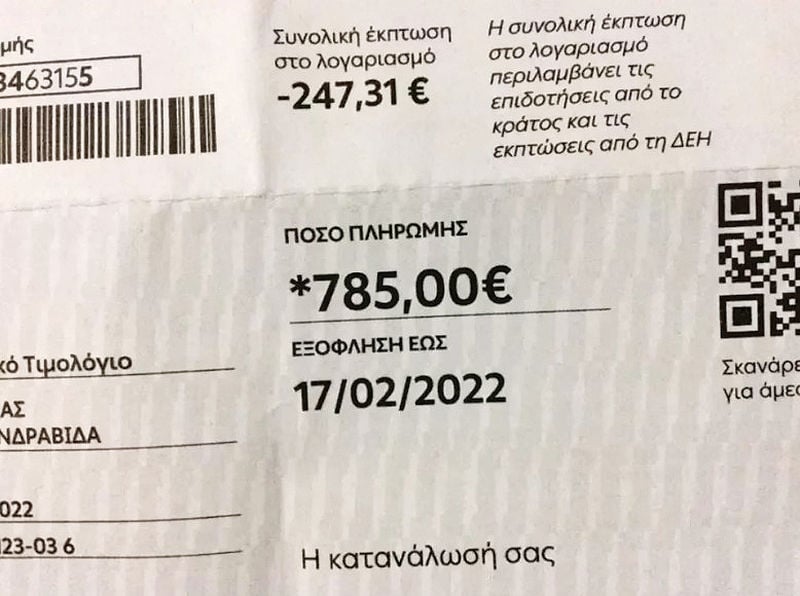 μής
3463155
Συνολική έκπτωση
στο λογαριασμό
-247,31 €
Η συνολική έκπτωση
στο λογαριασμό
περιλαμβάνει τις
επιδοτήσεις από το
κράτος και τις
εκπτώσεις από τη ΔΕΗ
ΠΟΣΟ ΠΛΗΡΩΜΗΣ
*785,00€
ΕΞΟΦΛΗΣΗ ΕΩΣ
17/02/2022
κό Τιμολόγιο
ΑΣ
ΝΔΡΑΒΙΔΑ
022
23-03 6
Σκανάρε
για άμεσ
Η κατανάλωσή σας